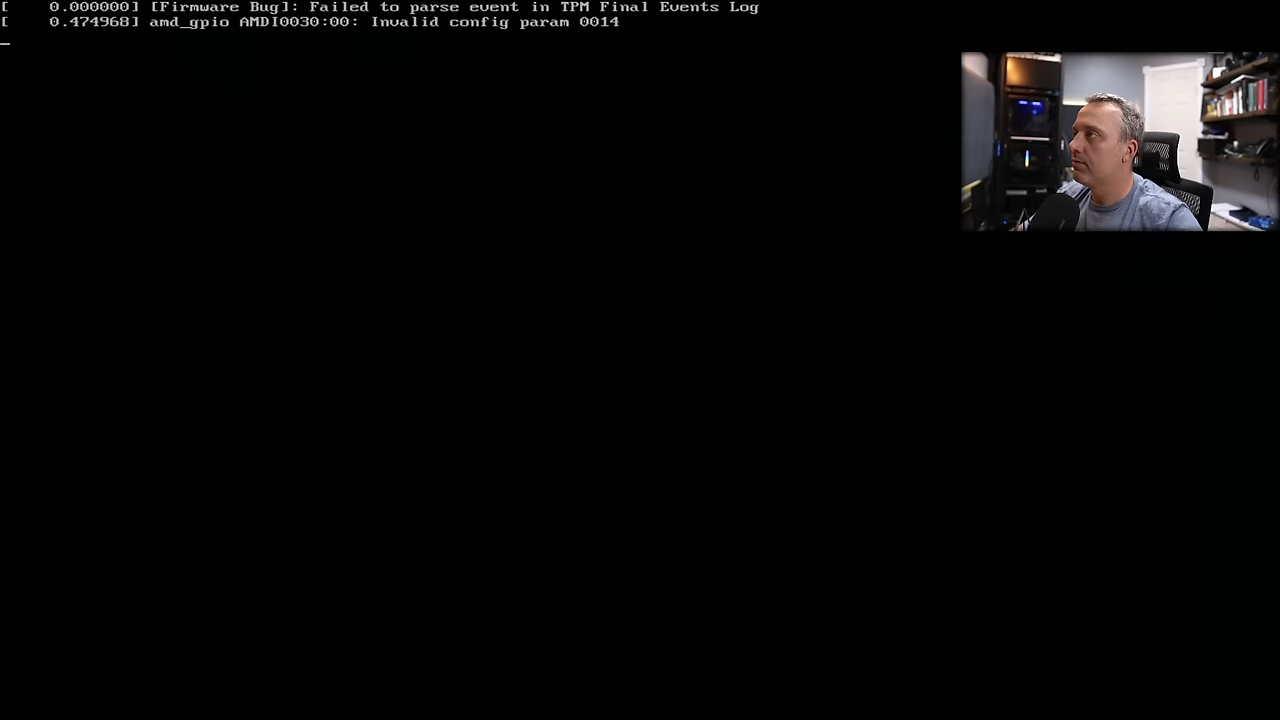 [    0.000000] [Firmware Bug]: Failed to parse event in TPM Final Events Log
[    0.474968] amd_gpio AMDI0030:00: Invalid config param 0014
_